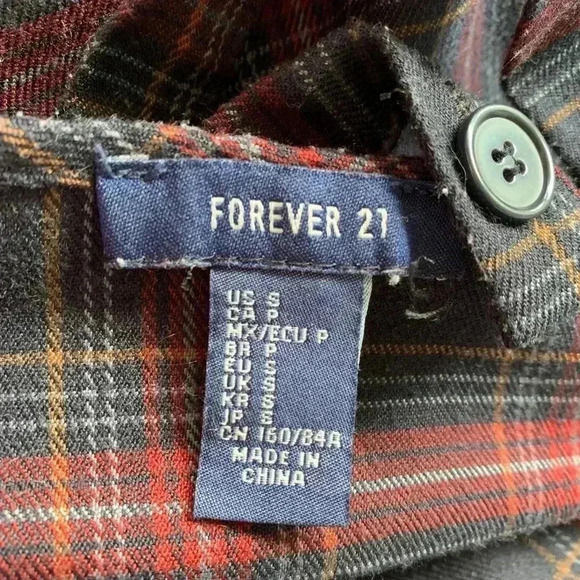 FOREVER 21
US S
CA P
MX/ECU P
BR P
EU S
UK S
KR S
JP S
CN 160/84A
MADE IN
CHINA